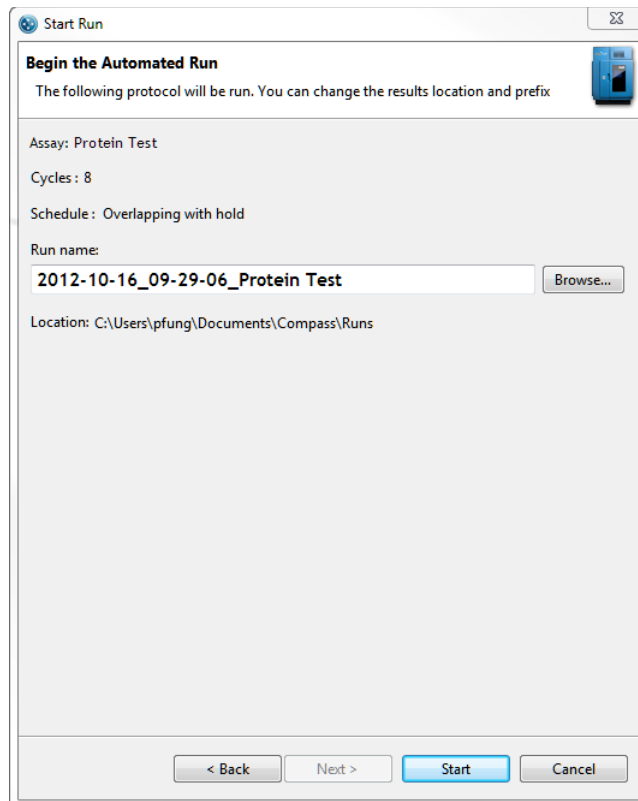 Start Run
Begin the Automated Run
The following protocol will be run. You can change the results location and prefix
Assay: Protein Test
Cycles : 8
Schedule : Overlapping with hold
Run name:
2012-10-16_09-29-06_Protein Test
Browse...
Location: C:\Users\pfung\Documents\Compass\Runs
< Back Next > Start Cancel